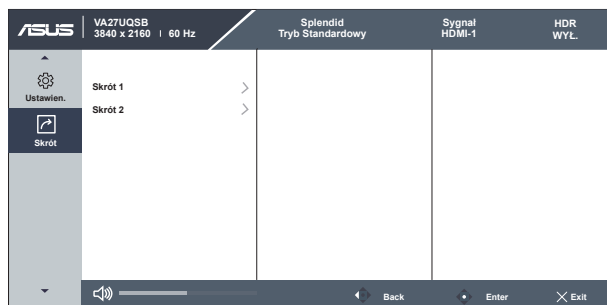 ASUS
VA27UQSB
3840 x 2160 | 60 Hz
Splendid
Tryb Standardowy
Sygnał
HDMI-1
HDR
WYŁ.
Ustawien.
Skrót
Skrót 1
Skrót 2
Back
Enter
Exit